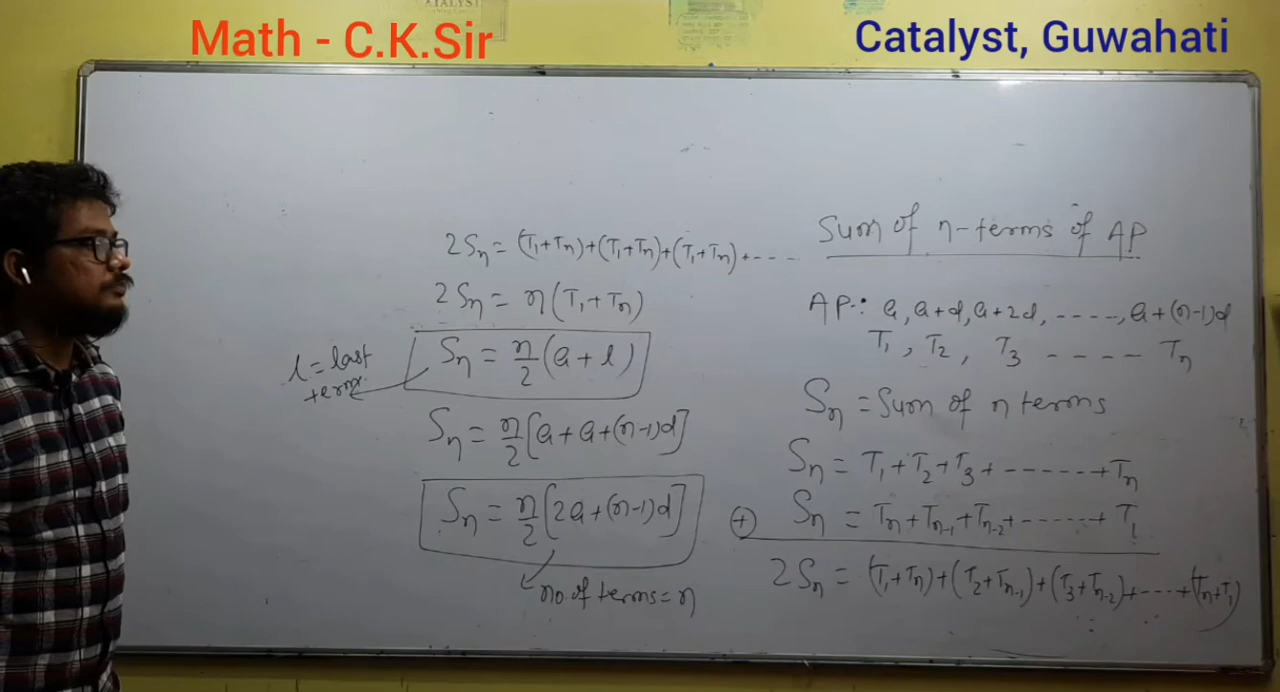 Math - C.K.Sir
Catalyst, Guwahati
Sum of n-terms of AP
AP: a, a+d, a+2d, -----, a+(n-1)d
T₁, T₂, T₃ ---- Tₙ
Sₙ = Sum of n terms
Sₙ = T₁+T₂+T₃+------+Tₙ
(+) Sₙ = Tₙ+Tₙ₋₁+Tₙ₋₂+------+T₁
2Sₙ = (T₁+Tₙ)+(T₂+Tₙ₋₁)+(T₃+Tₙ₋₂)+----+(Tₙ+T₁)
2Sₙ = (T₁+Tₙ)+(T₁+Tₙ)+(T₁+Tₙ)+----
2Sₙ = n(T₁+Tₙ)
Sₙ = n/2 (a+l)
l = last
term
Sₙ = n/2 [a+a+(n-1)d]
Sₙ = n/2 [2a+(n-1)d]
no. of terms = n